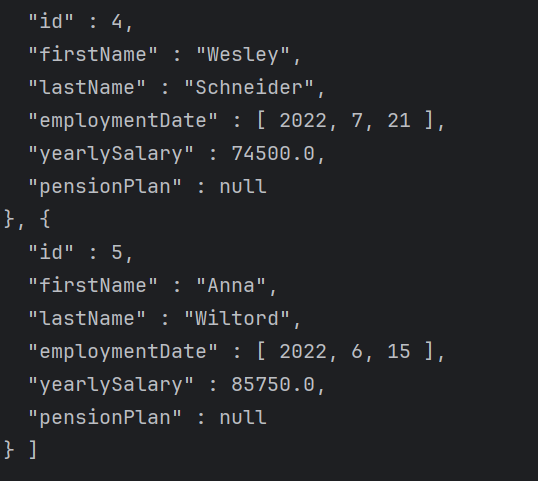 "id" : 4,
"firstName" : "Wesley",
"lastName" : "Schneider",
"employmentDate" : [ 2022, 7, 21 ],
"yearlySalary" : 74500.0,
"pensionPlan" : null
}, {
"id" : 5,
"firstName" : "Anna",
"lastName" : "Wiltord",
"employmentDate" : [ 2022, 6, 15 ],
"yearlySalary" : 85750.0,
"pensionPlan" : null
} ]